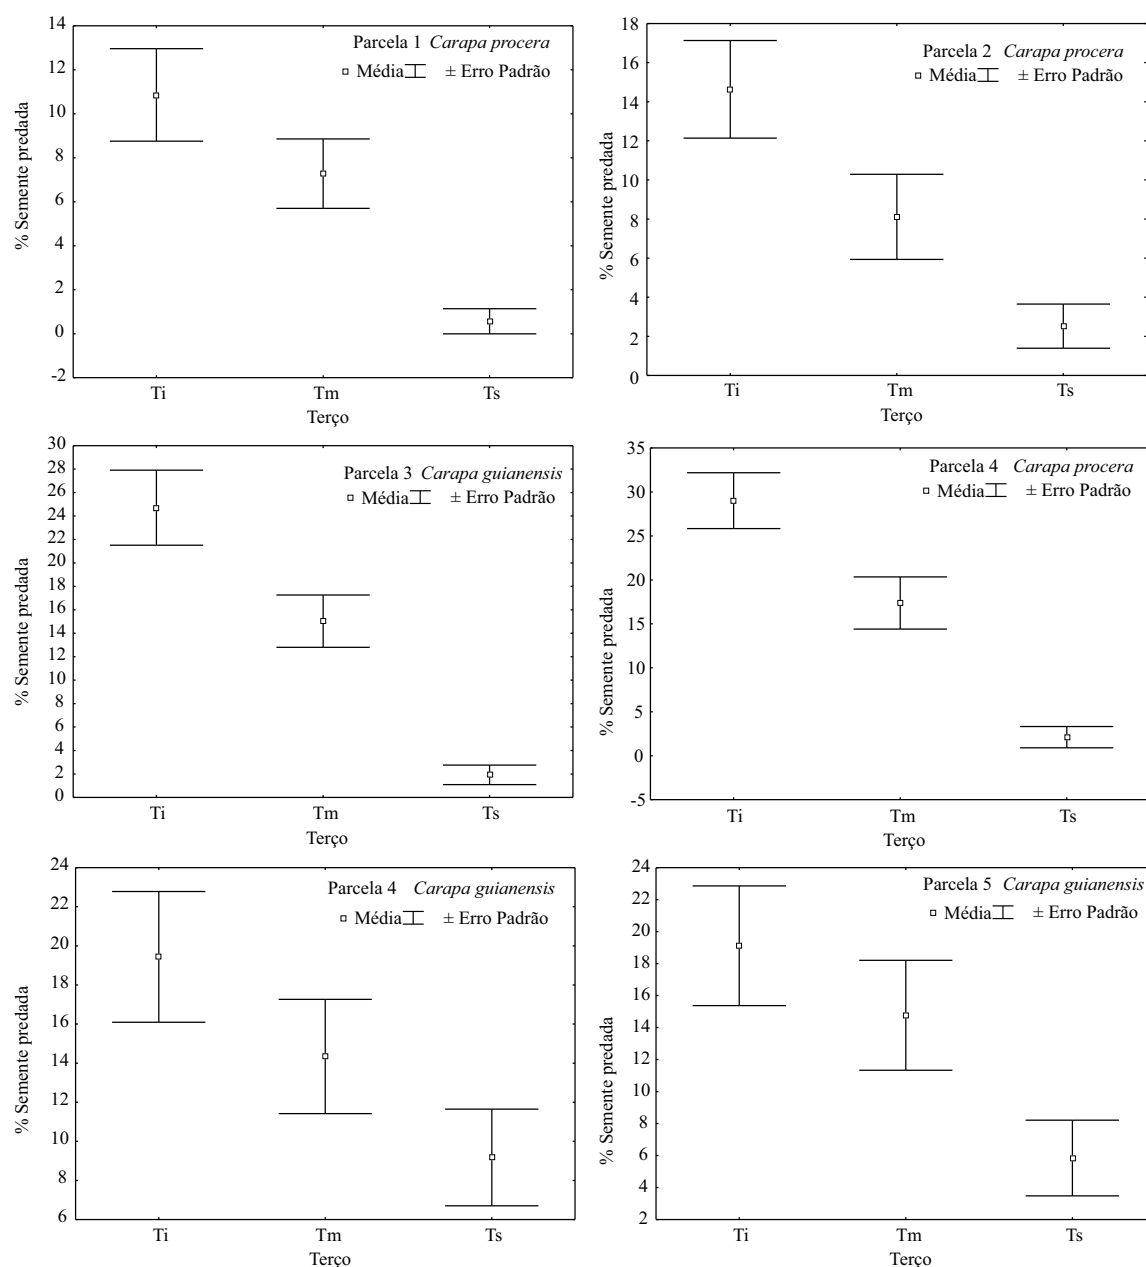 Parcela 1 Carapa procera
Média ± Erro Padrão
% Semente predada
14
12
10
8
6
4
2
0
-2
Ti Tm Ts
Terço
Parcela 2 Carapa procera
Média ± Erro Padrão
% Semente predada
18
16
14
12
10
8
6
4
2
0
Ti Tm Ts
Terço
Parcela 3 Carapa guianensis
Média ± Erro Padrão
% Semente predada
30
28
26
24
22
20
18
16
14
12
10
8
6
4
2
0
Ti Tm Ts
Terço
Parcela 4 Carapa procera
Média ± Erro Padrão
% Semente predada
35
30
25
20
15
10
5
0
-5
Ti Tm Ts
Terço
Parcela 4 Carapa guianensis
Média ± Erro Padrão
% Semente predada
24
22
20
18
16
14
12
10
8
6
Ti Tm Ts
Terço
Parcela 5 Carapa guianensis
Média ± Erro Padrão
% Semente predada
24
22
20
18
16
14
12
10
8
6
4
2
Ti Tm Ts
Terço